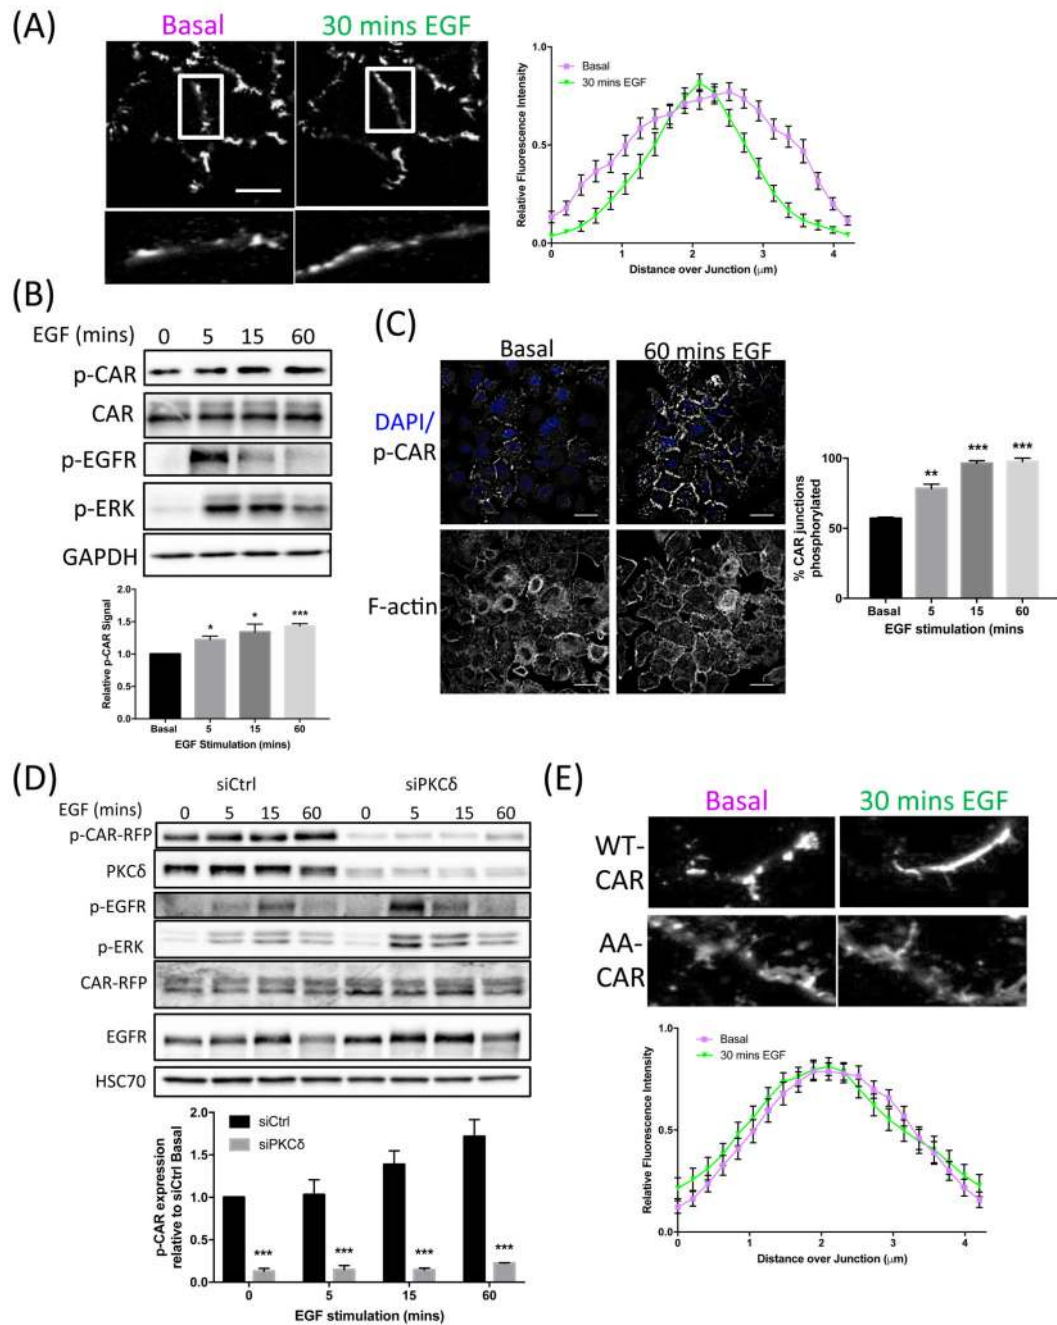 (A)
Basal
30 mins EGF
Relative Fluorescence Intensity
1.0
0.5
0.0
Basal
30 mins EGF
0 1 2 3 4
Distance over Junction (μm)
(B)
EGF (mins) 0 5 15 60
p-CAR
CAR
p-EGFR
p-ERK
GAPDH
Relative p-CAR Signal
2.0
1.5
1.0
0.5
0.0
* * ***
Basal 5 15 60
EGF Stimulation (mins)
(C)
Basal 60 mins EGF
DAPI/
p-CAR
F-actin
% CAR junctions
phosphorylated
100
50
0
** *** ***
Basal 5 15 60
EGF stimulation (mins
(D)
siCtrl siPKCδ
EGF (mins) 0 5 15 60 0 5 15 60
p-CAR-RFP
PKCδ
p-EGFR
p-ERK
CAR-RFP
EGFR
HSC70
p-CAR expression
relative to siCtrl Basal
2.0
1.5
1.0
0.5
0.0
siCtrl
siPKCδ
*** *** *** ***
0 5 15 60
EGF stimulation (mins)
(E)
Basal 30 mins EGF
WT-
CAR
AA-
CAR
Relative Fluorescence Intensity
1.0
0.5
0.0
Basal
30 mins EGF
0 1 2 3 4
Distance over Junction (μm)